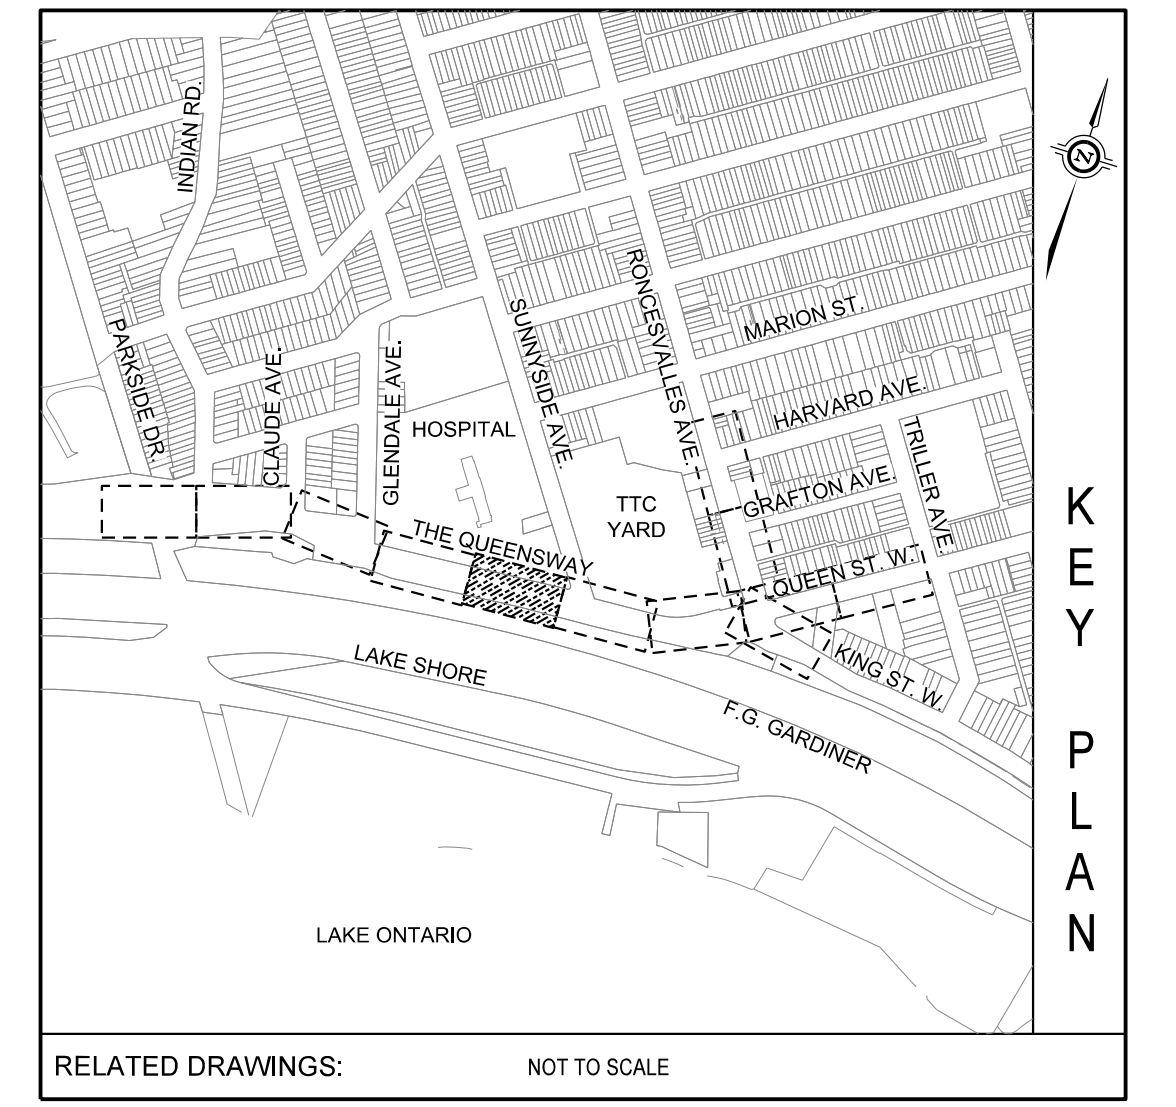 INDIAN RD.
PARKSIDE DR.
CLAUDE AVE.
GLENDALE AVE.
HOSPITAL
SUNNYSIDE AVE.
RONCESVALLES AVE.
MARION ST.
HARVARD AVE.
TRILLER AVE.
GRAFTON AVE.
TTC
YARD
THE QUEENSWAY
QUEEN ST. W.
KING ST. W.
LAKE SHORE
F.G. GARDINER
LAKE ONTARIO
N
KEY PLAN
RELATED DRAWINGS:
NOT TO SCALE